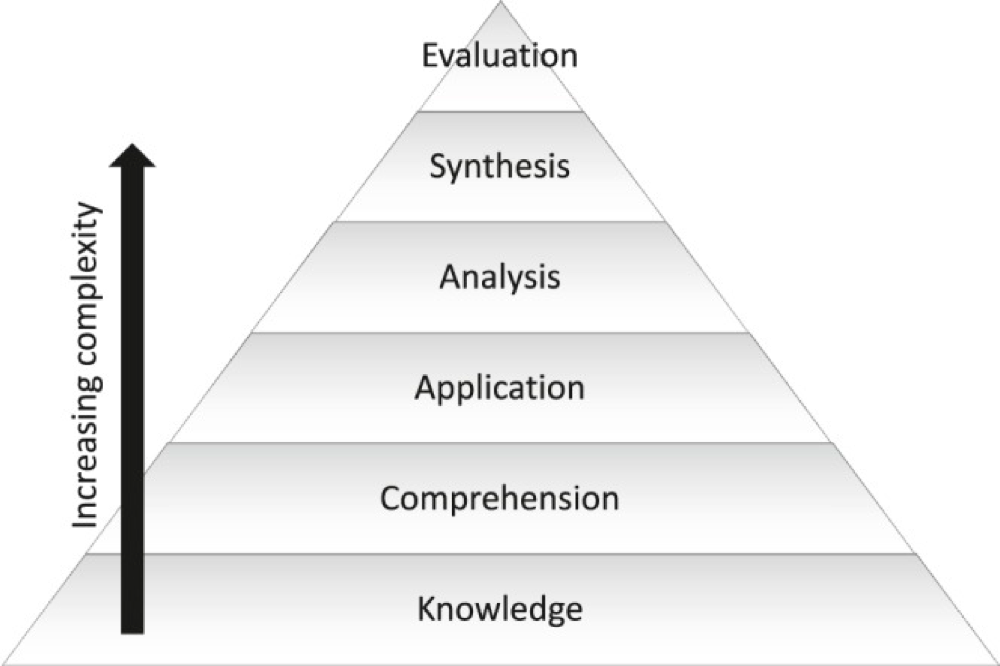 Evaluation
Synthesis
Analysis
Application
Comprehension
Knowledge
Increasing complexity